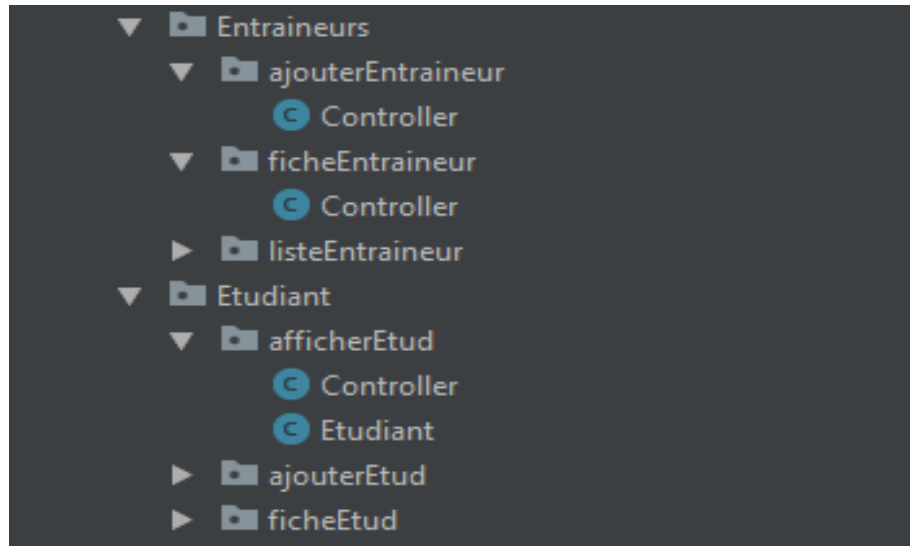 Entraineurs
ajouterEntraineur
Controller
ficheEntraineur
Controller
listeEntraineur
Etudiant
afficherEtud
Controller
Etudiant
ajouterEtud
ficheEtud